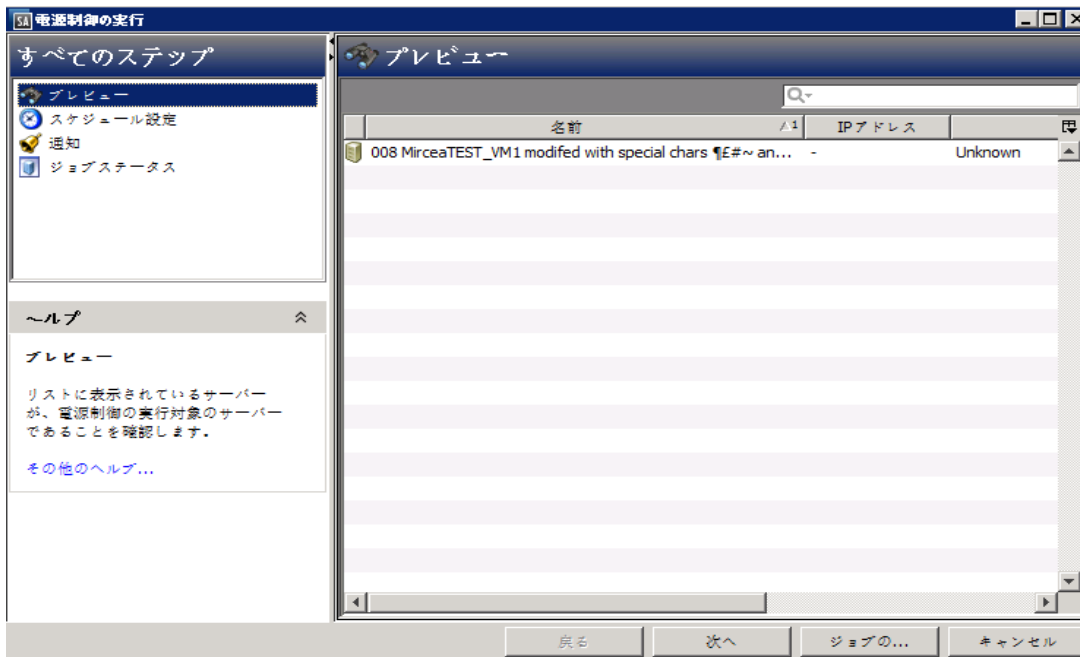 SA 電源制御の実行
すべてのステップ
プレビュー
スケジュール設定
通知
ジョブステータス
ヘルプ
プレビュー
リストに表示されているサーバー
が、電源制御の実行対象のサーバー
であることを確認します。
その他のヘルプ...
プレビュー
名前 1 IPアドレス
008 MirceaTEST_VM1 modifed with special chars ¶£#~ an... - Unknown
戻る 次へ ジョブの... キャンセル